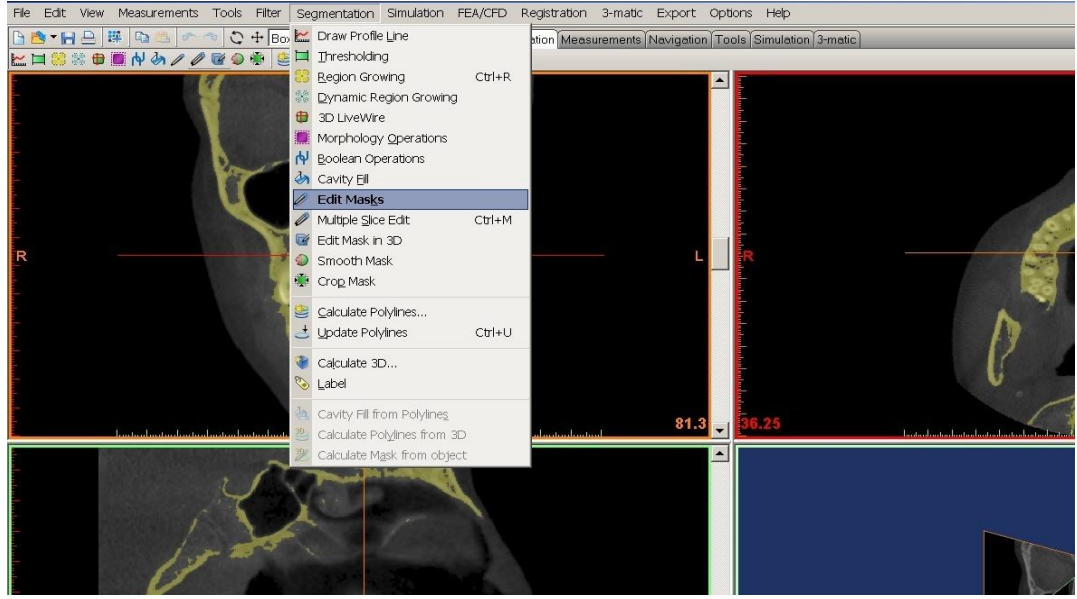 File Edit View Measurements Tools Filter Segmentation Simulation FEA/CFD Registration 3-matic Export Options Help
ation Measurements Navigation Tools Simulation 3-matic
Draw Profile Line
Thresholding
Region Growing Ctrl+R
Dynamic Region Growing
3D LiveWire
Morphology Operations
Boolean Operations
Cavity Fill
Edit Masks
Multiple Slice Edit Ctrl+M
Edit Mask in 3D
Smooth Mask
Crop Mask
Calculate Polylines...
Update Polylines Ctrl+U
Calculate 3D...
Label
Cavity Fill from Polylines
Calculate Polylines from 3D
Calculate Mask from object
R
L
R
81.3
36.25